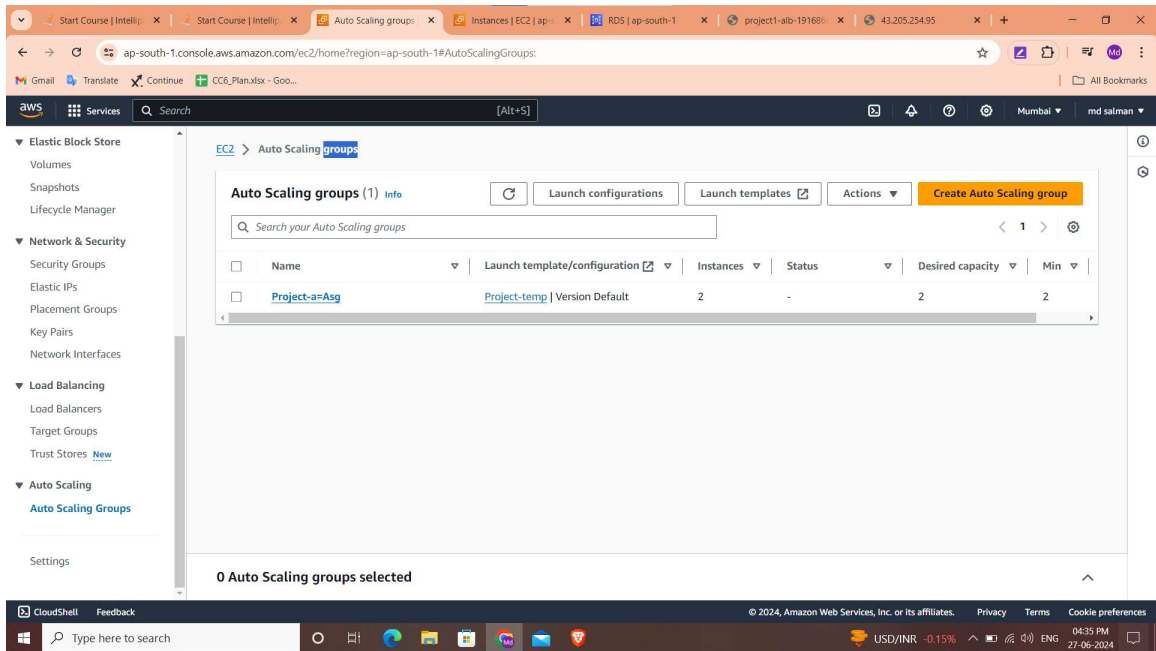 Start Course | Intellip
Start Course | Intellip
Auto Scaling groups
Instances | EC2 | ap-s
RDS | ap-south-1
project1-alb-191686
43.205.254.95
ap-south-1.console.aws.amazon.com/ec2/home?region=ap-south-1#AutoScalingGroups:
Md
Gmail Translate Continue CC6_Plan.xlsx - Goo...
All Bookmarks
aws Services Search [Alt+S] Mumbai md salman
Elastic Block Store
Volumes
Snapshots
Lifecycle Manager
Network & Security
Security Groups
Elastic IPs
Placement Groups
Key Pairs
Network Interfaces
Load Balancing
Load Balancers
Target Groups
Trust Stores New
Auto Scaling
Auto Scaling Groups
Settings
EC2 > Auto Scaling groups
Auto Scaling groups (1) Info Launch configurations Launch templates Actions Create Auto Scaling group
Search your Auto Scaling groups 1
Name Launch template/configuration Instances Status Desired capacity Min
Project-a=Asg Project-temp | Version Default 2 - 2 2
0 Auto Scaling groups selected
CloudShell Feedback © 2024, Amazon Web Services, Inc. or its affiliates. Privacy Terms Cookie preferences
Type here to search USD/INR -0.15% ENG 04:35 PM
27-06-2024